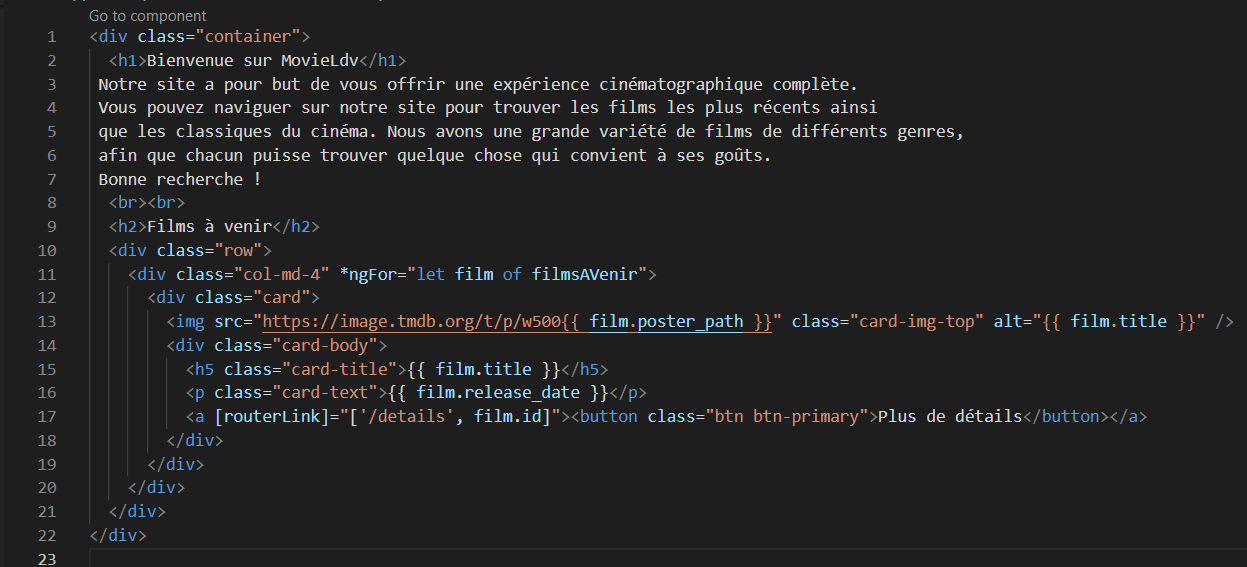 Go to component
1 <div class="container">
2 <h1>Bienvenue sur MovieLdv</h1>
3 Notre site a pour but de vous offrir une expérience cinématographique complète.
4 Vous pouvez naviguer sur notre site pour trouver les films les plus récents ainsi
5 que les classiques du cinéma. Nous avons une grande variété de films de différents genres,
6 afin que chacun puisse trouver quelque chose qui convient à ses goûts.
7 Bonne recherche !
8 <br><br>
9 <h2>Films à venir</h2>
10 <div class="row">
11 <div class="col-md-4" *ngFor="let film of filmsAVenir">
12 <div class="card">
13 <img src="https://image.tmdb.org/t/p/w500{{ film.poster_path }}" class="card-img-top" alt="{{ film.title }}" />
14 <div class="card-body">
15 <h5 class="card-title">{{ film.title }}</h5>
16 <p class="card-text">{{ film.release_date }}</p>
17 <a [routerLink]="['/details', film.id]"><button class="btn btn-primary">Plus de détails</button></a>
18 </div>
19 </div>
20 </div>
21 </div>
22 </div>
23